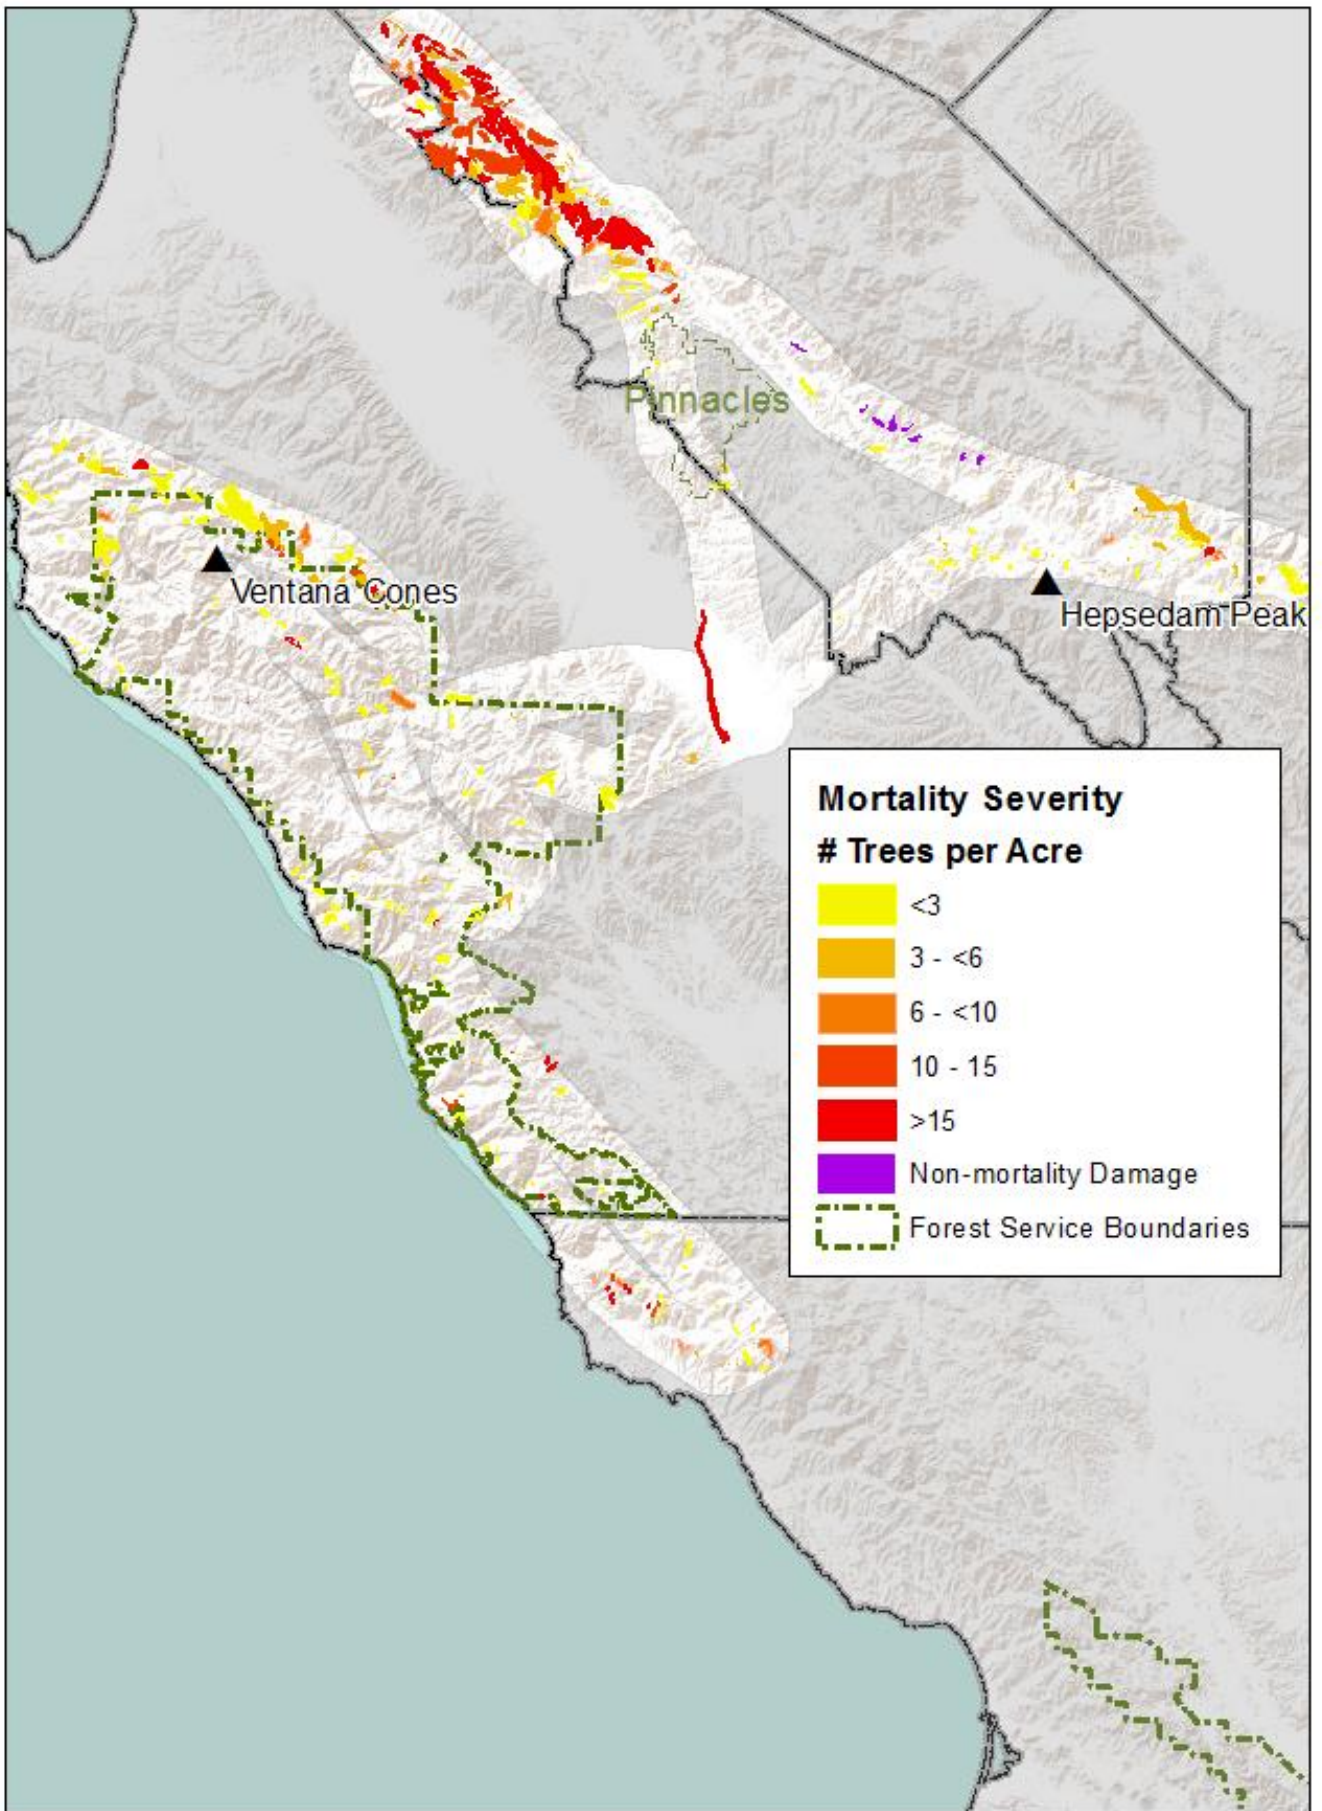 Pinnacles
Ventana Cones
Hepsedam Peak
Mortality Severity
# Trees per Acre
<3
3 - <6
6 - <10
10 - 15
>15
Non-mortality Damage
Forest Service Boundaries